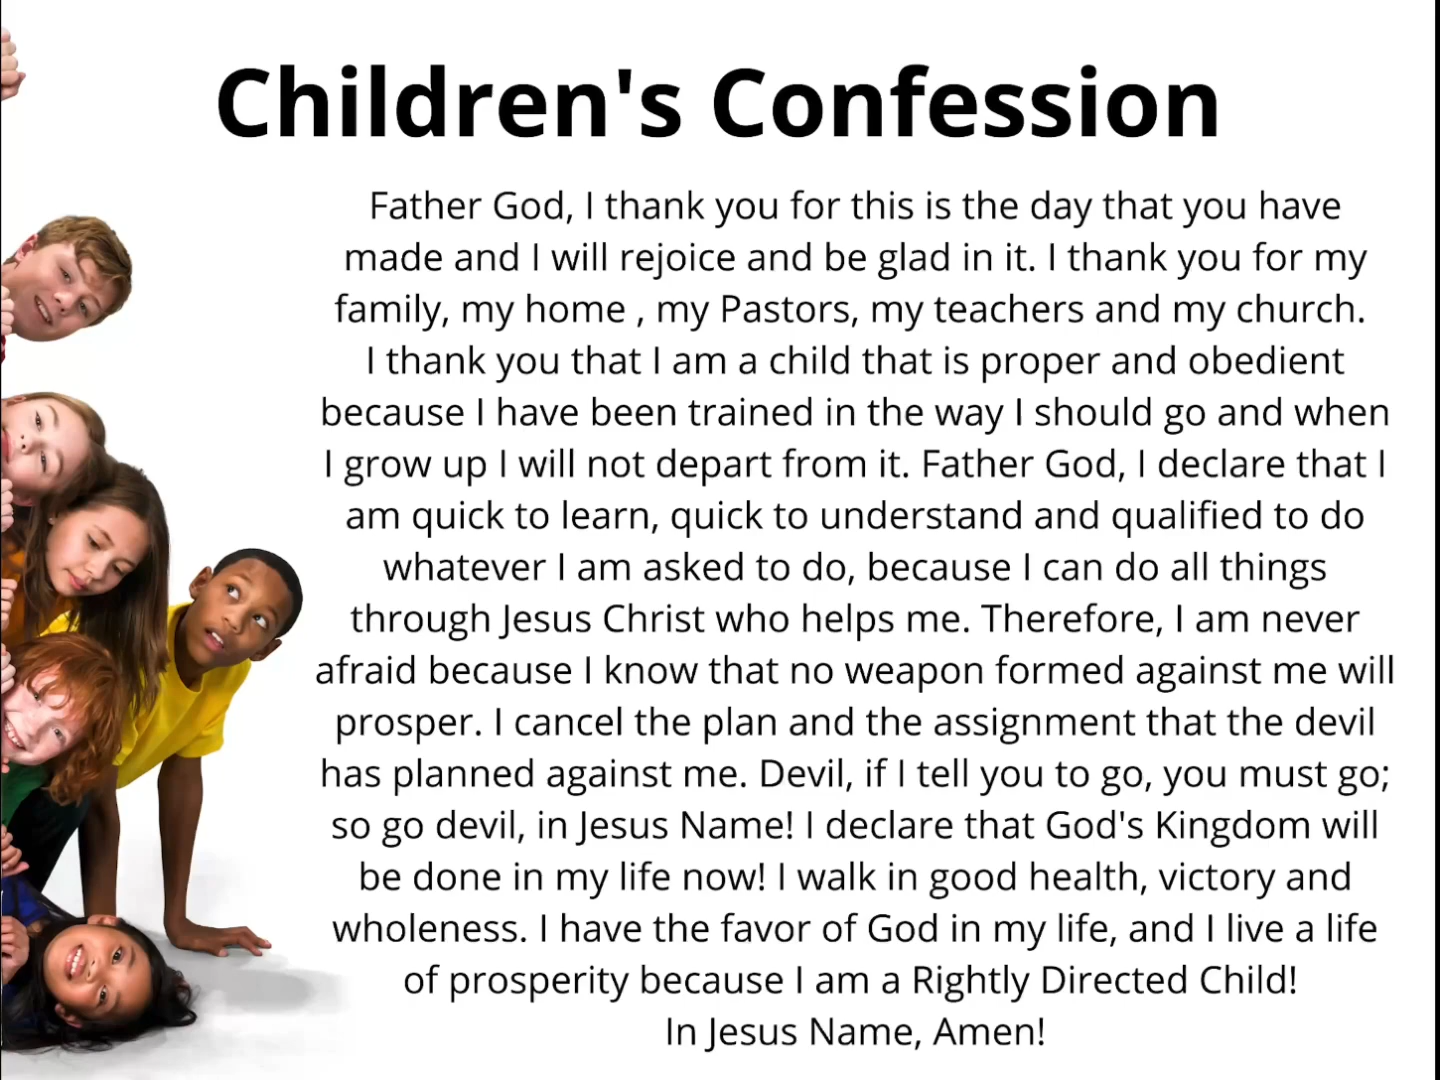 Children's Confession
Father God, I thank you for this is the day that you have
made and I will rejoice and be glad in it. I thank you for my
family, my home , my Pastors, my teachers and my church.
I thank you that I am a child that is proper and obedient
because I have been trained in the way I should go and when
I grow up I will not depart from it. Father God, I declare that I
am quick to learn, quick to understand and qualified to do
whatever I am asked to do, because I can do all things
through Jesus Christ who helps me. Therefore, I am never
afraid because I know that no weapon formed against me will
prosper. I cancel the plan and the assignment that the devil
has planned against me. Devil, if I tell you to go, you must go;
so go devil, in Jesus Name! I declare that God's Kingdom will
be done in my life now! I walk in good health, victory and
wholeness. I have the favor of God in my life, and I live a life
of prosperity because I am a Rightly Directed Child!
In Jesus Name, Amen!